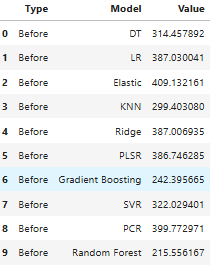 Type Model Value
0 Before DT 314.457892
1 Before LR 387.030041
2 Before Elastic 409.132161
3 Before KNN 299.403080
4 Before Ridge 387.006935
5 Before PLSR 386.746285
6 Before Gradient Boosting 242.395665
7 Before SVR 322.029401
8 Before PCR 399.772971
9 Before Random Forest 215.556167